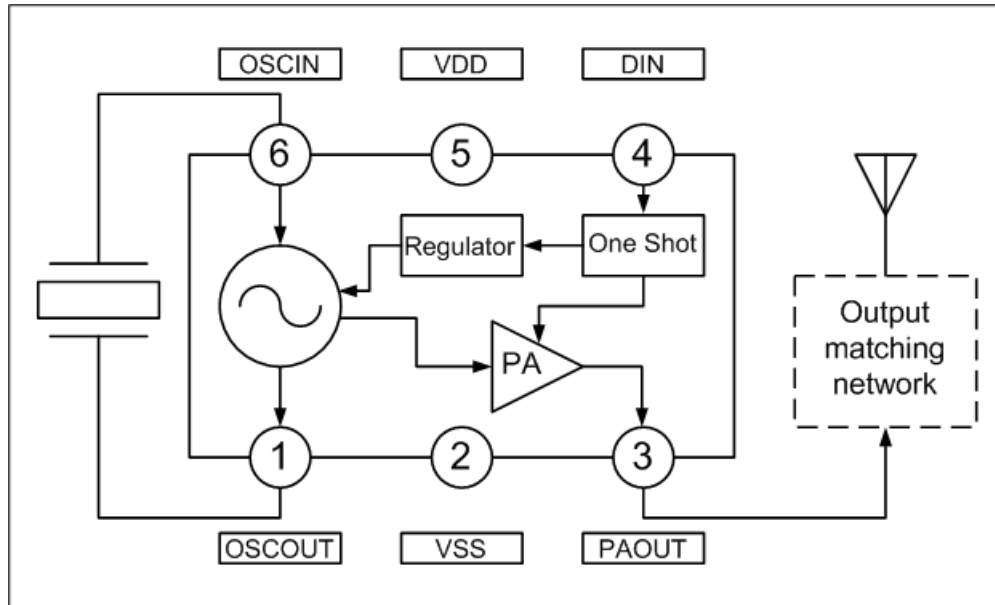 OSCIN
VDD
DIN
6
5
4
Regulator
One Shot
PA
Output
matching
network
1
2
3
OSCOUT
VSS
PAOUT